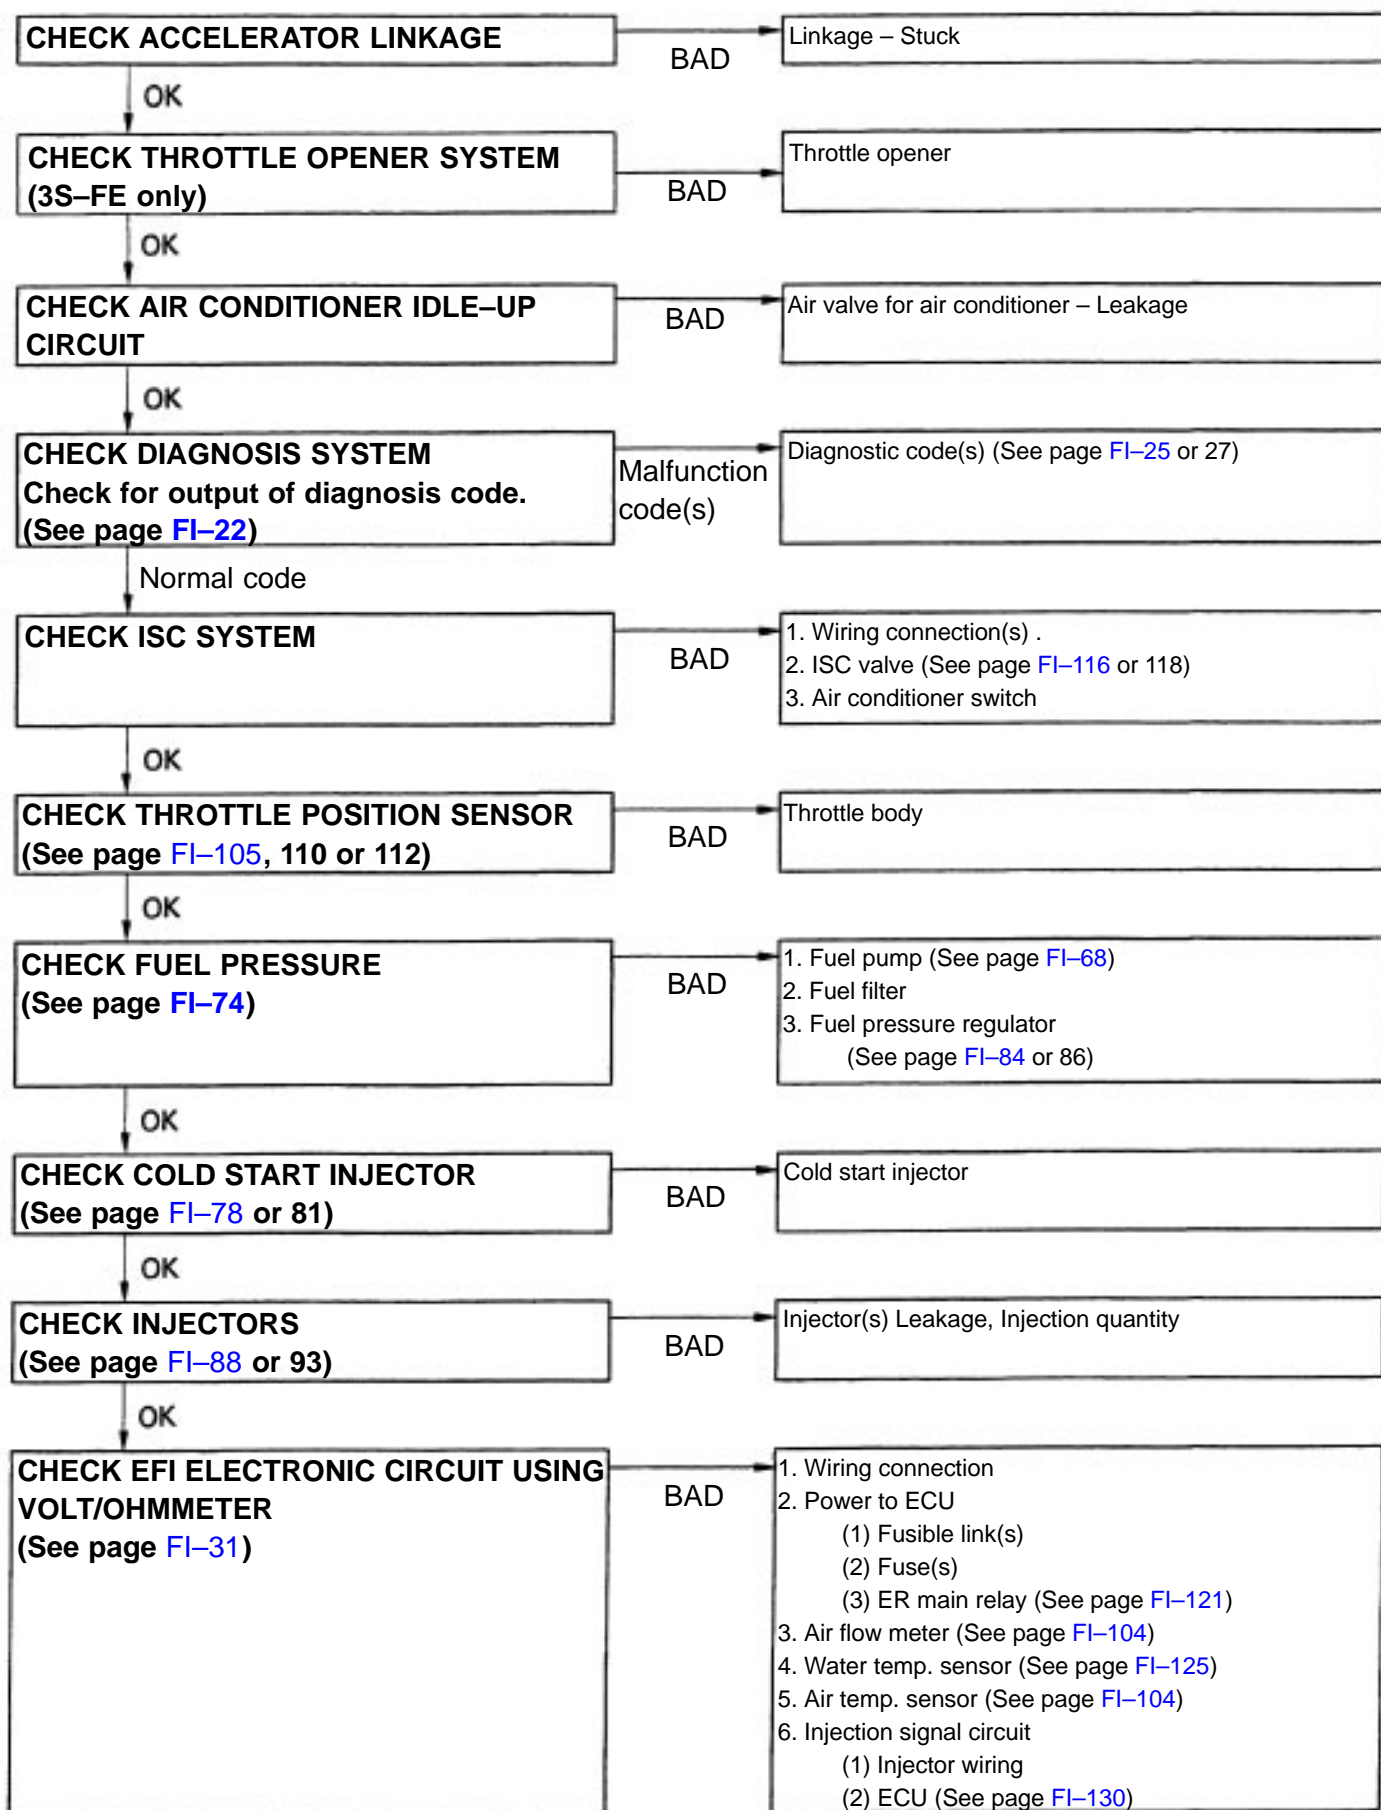 CHECK ACCELERATOR LINKAGE
BAD
Linkage – Stuck
OK
CHECK THROTTLE OPENER SYSTEM
(3S–FE only)
BAD
Throttle opener
OK
CHECK AIR CONDITIONER IDLE–UP
CIRCUIT
BAD
Air valve for air conditioner – Leakage
OK
CHECK DIAGNOSIS SYSTEM
Check for output of diagnosis code.
(See page FI–22)
Malfunction
code(s)
Diagnostic code(s) (See page FI–25 or 27)
Normal code
CHECK ISC SYSTEM
BAD
1. Wiring connection(s) .
2. ISC valve (See page FI–116 or 118)
3. Air conditioner switch
OK
CHECK THROTTLE POSITION SENSOR
(See page FI–105, 110 or 112)
BAD
Throttle body
OK
CHECK FUEL PRESSURE
(See page FI–74)
BAD
1. Fuel pump (See page FI–68)
2. Fuel filter
3. Fuel pressure regulator
(See page FI–84 or 86)
OK
CHECK COLD START INJECTOR
(See page FI–78 or 81)
BAD
Cold start injector
OK
CHECK INJECTORS
(See page FI–88 or 93)
BAD
Injector(s) Leakage, Injection quantity
OK
CHECK EFI ELECTRONIC CIRCUIT USING
VOLT/OHMMETER
(See page FI–31)
BAD
1. Wiring connection
2. Power to ECU
(1) Fusible link(s)
(2) Fuse(s)
(3) ER main relay (See page FI–121)
3. Air flow meter (See page FI–104)
4. Water temp. sensor (See page FI–125)
5. Air temp. sensor (See page FI–104)
6. Injection signal circuit
(1) Injector wiring
(2) ECU (See page FI–130)